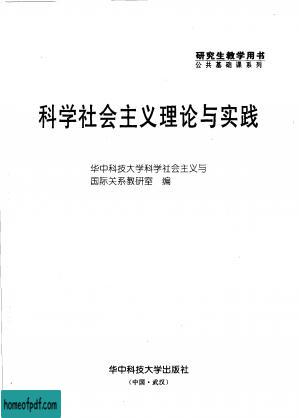 研究生教学用书
公共基础课系列
科学社会主义理论与实践
华中科技大学科学社会主义与
国际关系教研室 编
华中科技大学出版社
（中国·武汉）
homeofpdf.com